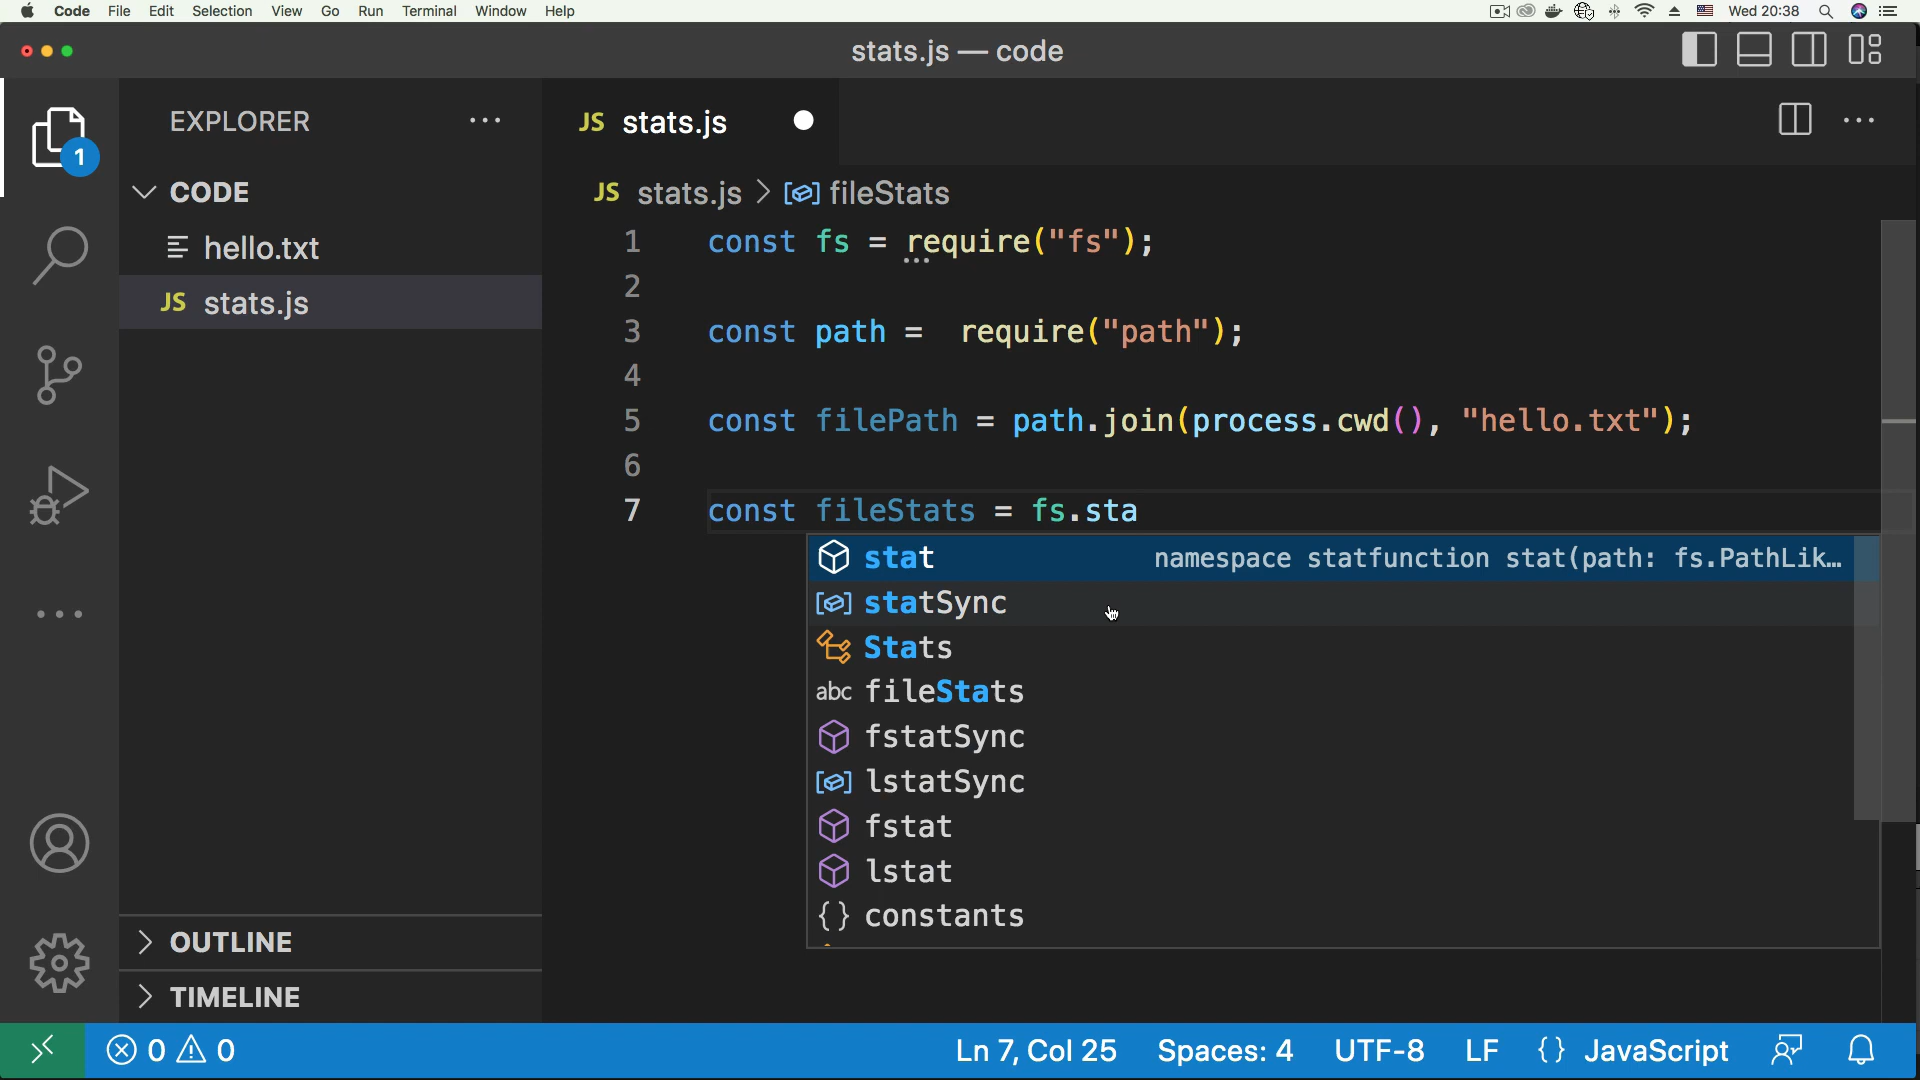 Code File Edit Selection View Go Run Terminal Window Help Wed 20:38
stats.js — code
EXPLORER ...
JS stats.js
1
CODE
JS stats.js > fileStats
hello.txt
JS stats.js
1 const fs = require("fs");
2
3 const path =  require("path");
4
5 const filePath = path.join(process.cwd(), "hello.txt");
6
7 const fileStats = fs.sta
stat namespace statfunction stat(path: fs.PathLik…
statSync
Stats
abc fileStats
fstatSync
lstatSync
fstat
lstat
{} constants
OUTLINE
TIMELINE
0 0 Ln 7, Col 25 Spaces: 4 UTF-8 LF {} JavaScript